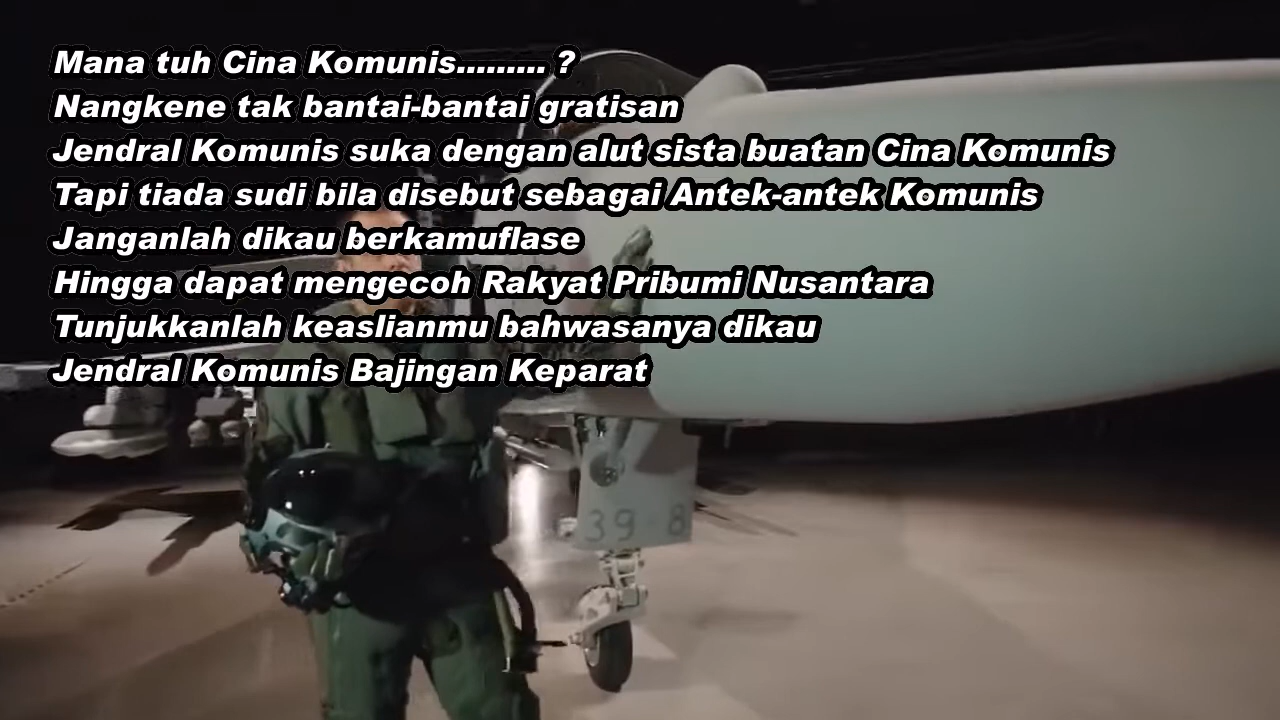 Mana tuh Cina Komunis......... ?
Nangkene tak bantai-bantai gratisan
Jendral Komunis suka dengan alut sista buatan Cina Komunis
Tapi tiada sudi bila disebut sebagai Antek-antek Komunis
Janganlah dikau berkamuflase
Hingga dapat mengecoh Rakyat Pribumi Nusantara
Tunjukkanlah keaslianmu bahwasanya dikau
Jendral Komunis Bajingan Keparat
39 8